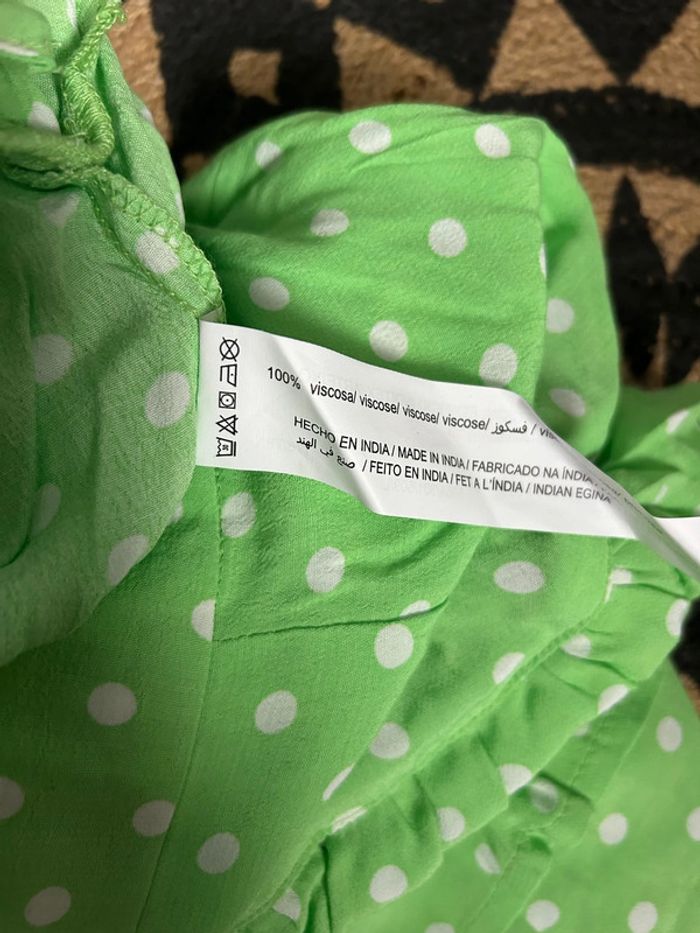 100% viscosa/ viscose/ viscose/ viscose/ فسكوز /
HECHO EN INDIA / MADE IN INDIA / FABRICADO NA ÍNDIA
صنع في الهند / FEITO EN INDIA / FET A L'ÍNDIA / INDIAN EGINA